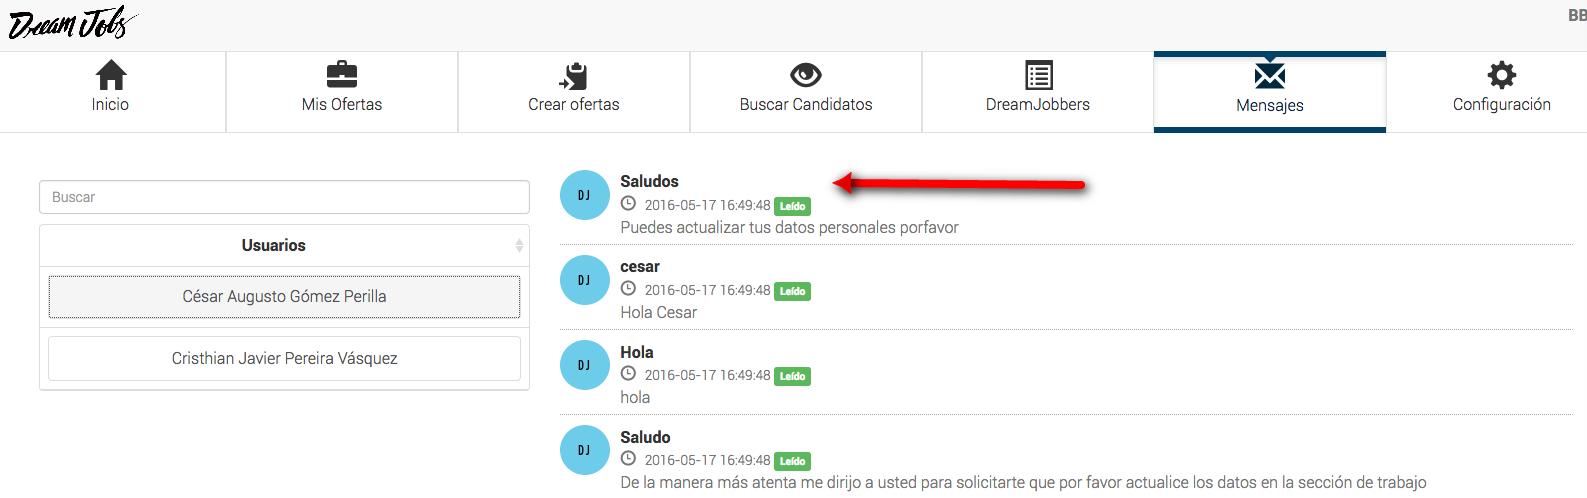 Dream Jobs
BB
Inicio
Mis Ofertas
Crear ofertas
Buscar Candidatos
DreamJobbers
Mensajes
Configuración
Buscar
Usuarios
César Augusto Gómez Perilla
Cristhian Javier Pereira Vásquez
DJ
Saludos
2016-05-17 16:49:48 Leído
Puedes actualizar tus datos personales porfavor
DJ
cesar
2016-05-17 16:49:48 Leído
Hola Cesar
DJ
Hola
2016-05-17 16:49:48 Leído
hola
DJ
Saludo
2016-05-17 16:49:48 Leído
De la manera más atenta me dirijo a usted para solicitarte que por favor actualice los datos en la sección de trabajo